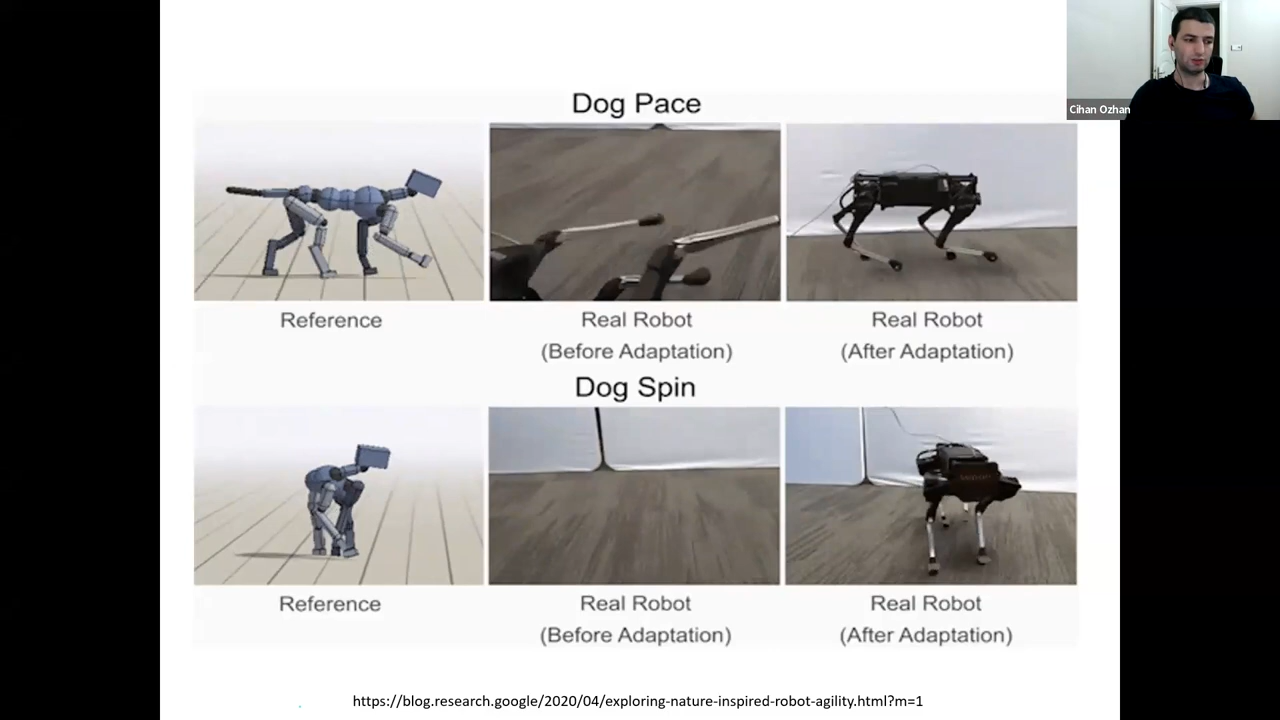 Cihan Ozhan
Dog Pace
Reference
Real Robot
(Before Adaptation)
Real Robot
(After Adaptation)
Dog Spin
Reference
Real Robot
(Before Adaptation)
Real Robot
(After Adaptation)
https://blog.research.google/2020/04/exploring-nature-inspired-robot-agility.html?m=1